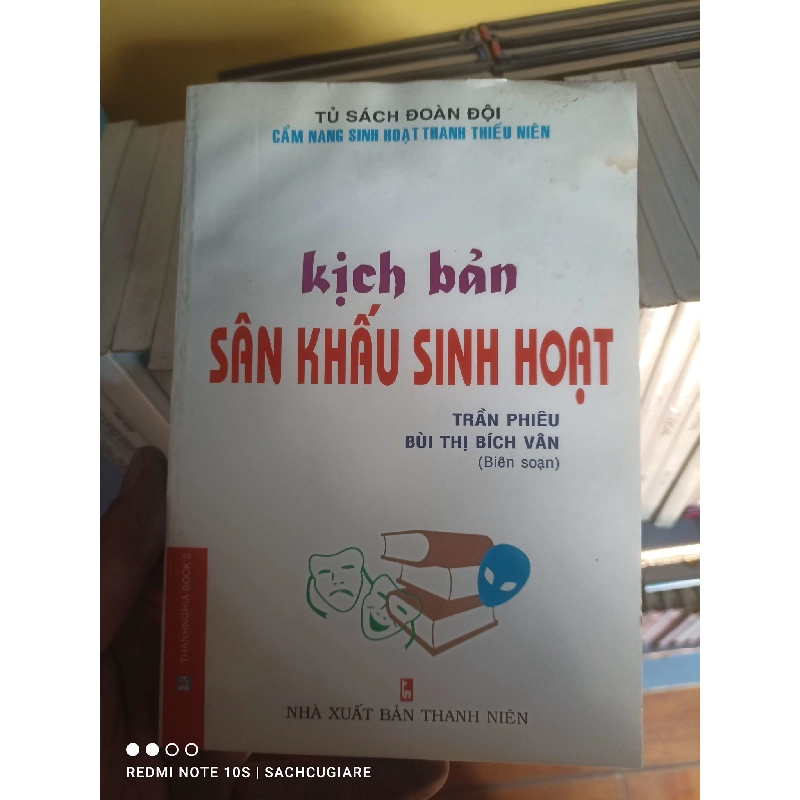 TỦ SÁCH ĐOÀN ĐỘI
CẨM NANG SINH HOẠT THANH THIẾU NIÊN
kịch bản
SÂN KHẤU SINH HOẠT
TRẦN PHIÊU
BÙI THỊ BÍCH VÂN
(Biên soạn)
THANHNGHIA BOOK'S
NHÀ XUẤT BẢN THANH NIÊN
REDMI NOTE 10S | SACHCUGIARE